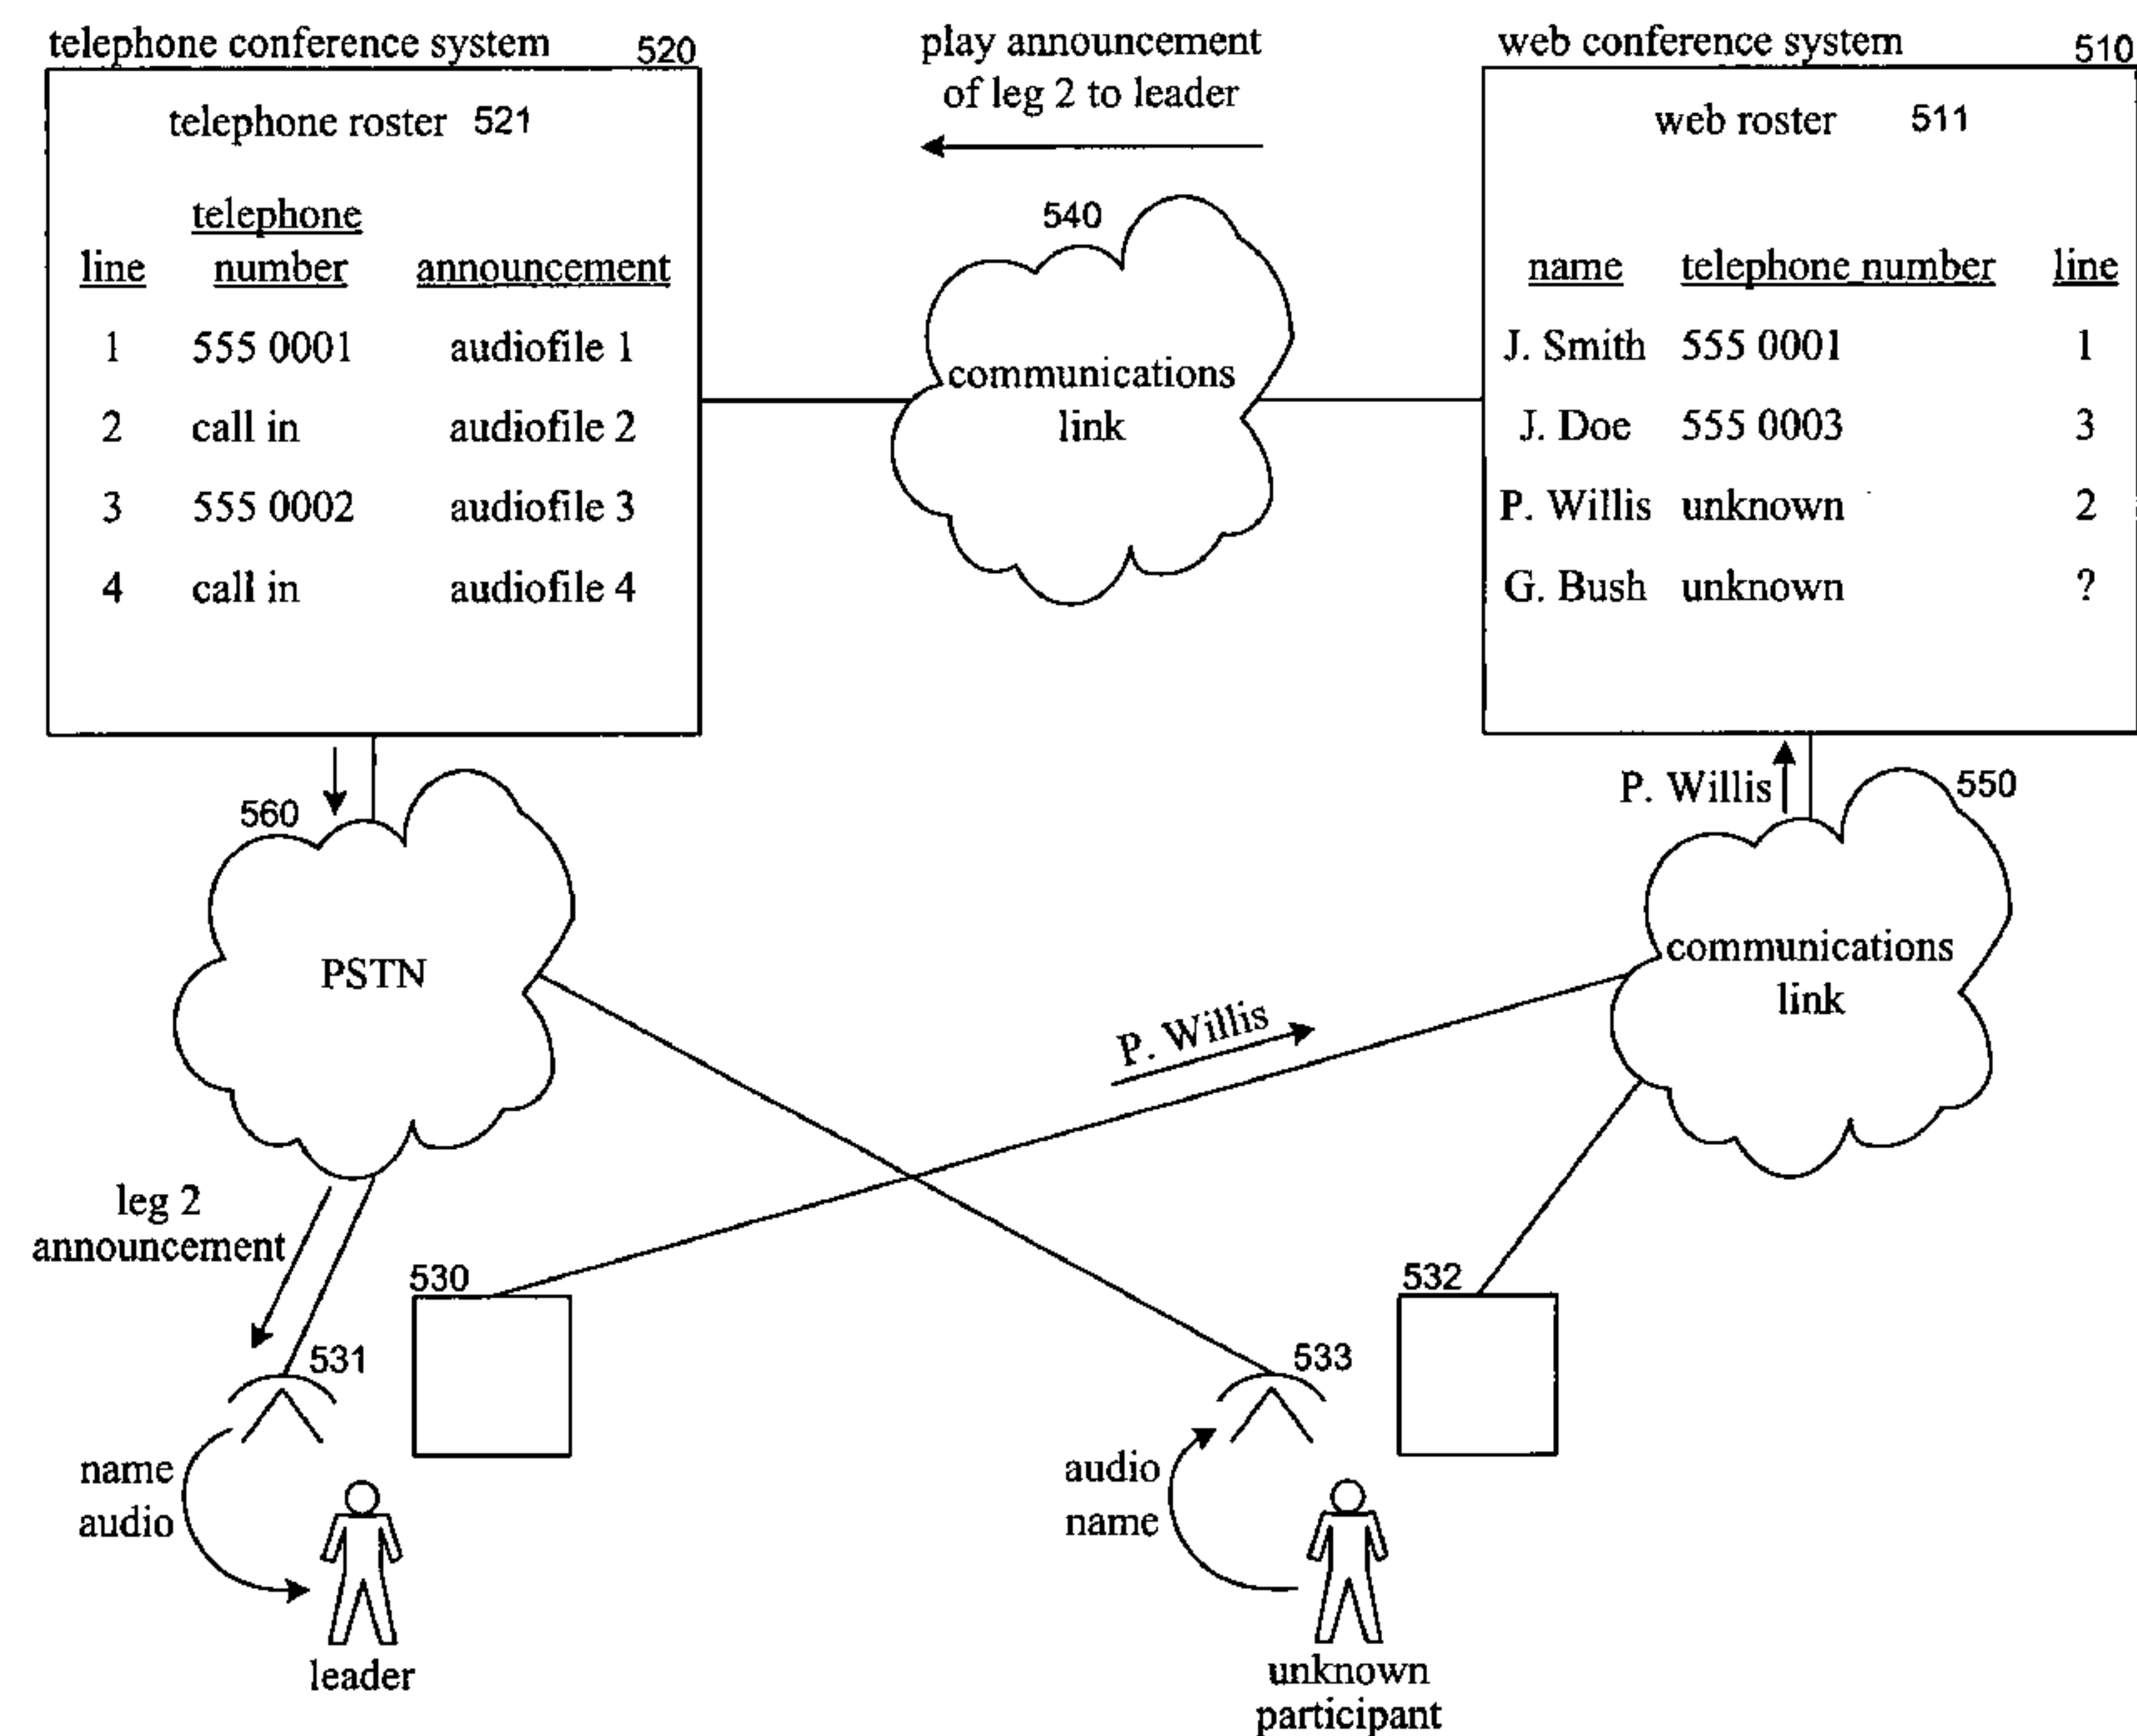 telephone conference system 520
telephone roster 521
telephone
line number announcement
1 555 0001 audiofile 1
2 call in audiofile 2
3 555 0002 audiofile 3
4 call in audiofile 4
play announcement
of leg 2 to leader
540
communications
link
web conference system 510
web roster 511
name telephone number line
J. Smith 555 0001 1
J. Doe 555 0003 3
P. Willis unknown 2
G. Bush unknown ?
560
PSTN
P. Willis
550
communications
link
P. Willis
leg 2
announcement
530
531
name
audio
leader
532
533
audio
name
unknown
participant